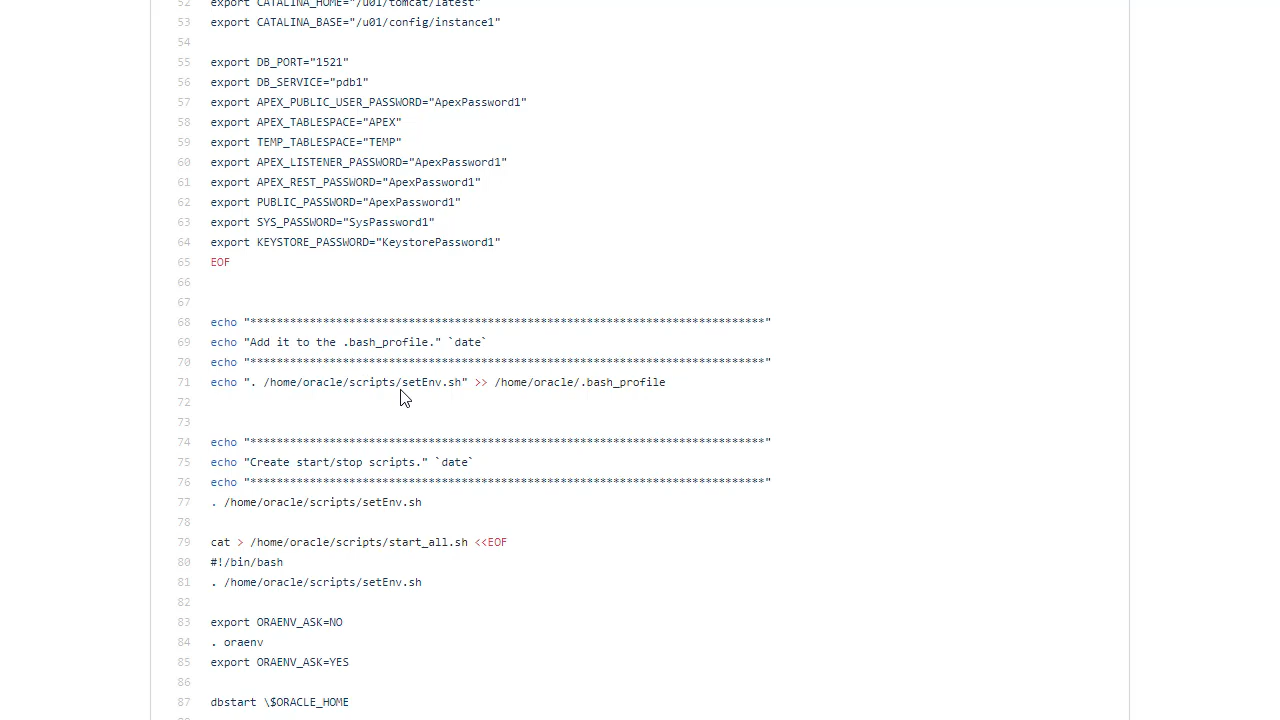 52 export CATALINA_HOME="/u01/tomcat/latest"
53 export CATALINA_BASE="/u01/config/instance1"
54
55 export DB_PORT="1521"
56 export DB_SERVICE="pdb1"
57 export APEX_PUBLIC_USER_PASSWORD="ApexPassword1"
58 export APEX_TABLESPACE="APEX"
59 export TEMP_TABLESPACE="TEMP"
60 export APEX_LISTENER_PASSWORD="ApexPassword1"
61 export APEX_REST_PASSWORD="ApexPassword1"
62 export PUBLIC_PASSWORD="ApexPassword1"
63 export SYS_PASSWORD="SysPassword1"
64 export KEYSTORE_PASSWORD="KeystorePassword1"
65 EOF
66
67
68 echo "******************************************************************************"
69 echo "Add it to the .bash_profile." `date`
70 echo "******************************************************************************"
71 echo ". /home/oracle/scripts/setEnv.sh" >> /home/oracle/.bash_profile
72
73
74 echo "******************************************************************************"
75 echo "Create start/stop scripts." `date`
76 echo "******************************************************************************"
77 . /home/oracle/scripts/setEnv.sh
78
79 cat > /home/oracle/scripts/start_all.sh <<EOF
80 #!/bin/bash
81 . /home/oracle/scripts/setEnv.sh
82
83 export ORAENV_ASK=NO
84 . oraenv
85 export ORAENV_ASK=YES
86
87 dbstart \$ORACLE_HOME